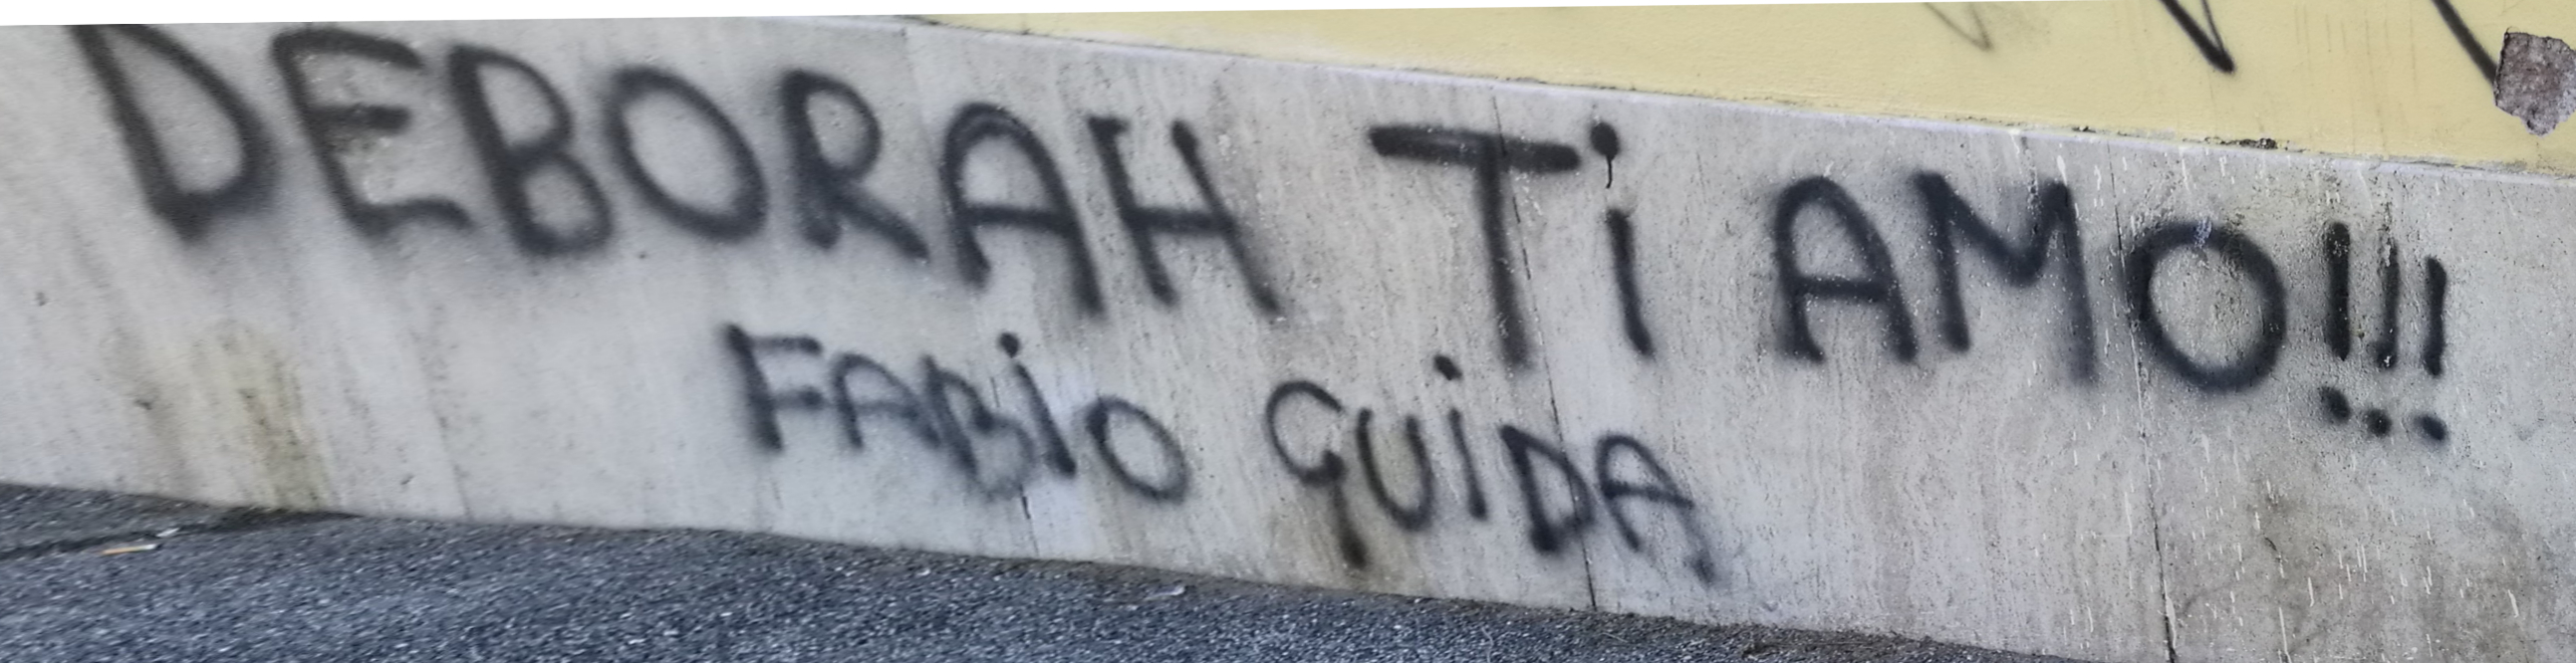 DEBORAH Ti AMO!!!
FABiO GUiDA